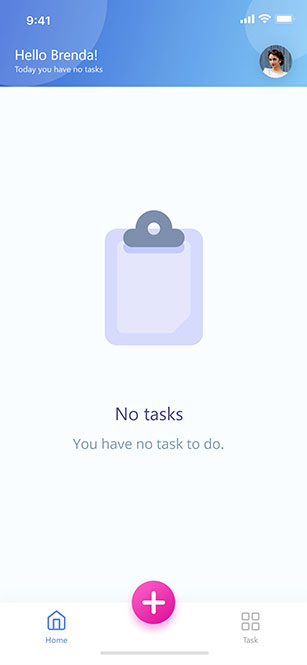 9:41
Hello Brenda!
Today you have no tasks
No tasks
You have no task to do.
Home
Task